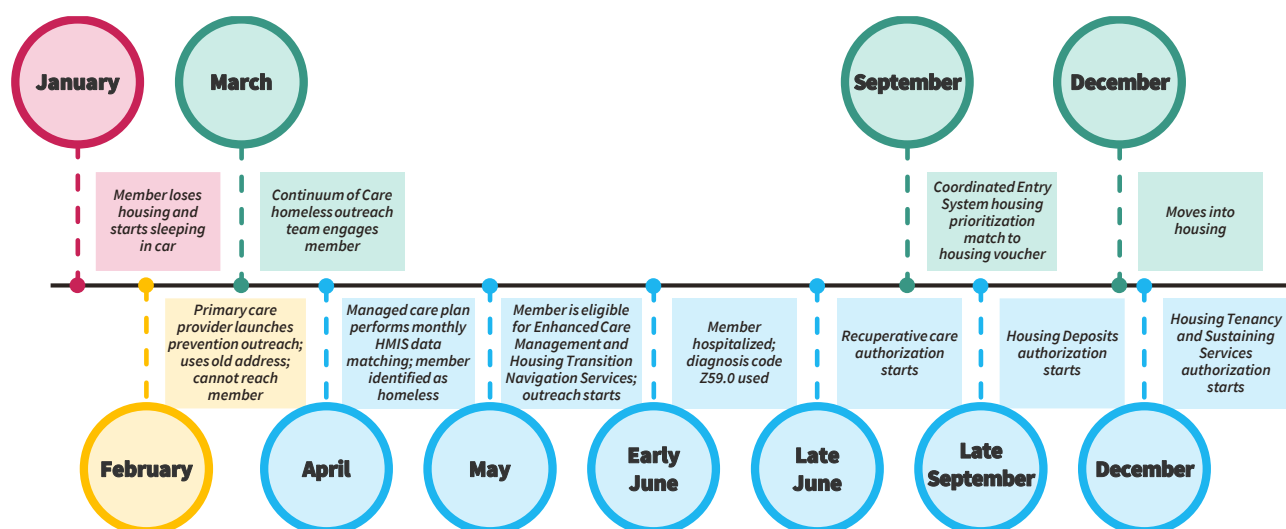 January
March
September
December
Member loses
housing and
starts sleeping
in car
Continuum of Care
homeless outreach
team engages
member
Coordinated Entry
System housing
prioritization
match to
housing voucher
Moves into
housing
Primary care
provider launches
prevention outreach;
uses old address;
cannot reach
member
Managed care plan
performs monthly
HMIS data
matching; member
identified as
homeless
Member is eligible
for Enhanced Care
Management and
Housing Transition
Navigation Services;
outreach starts
Member
hospitalized;
diagnosis code
Z59.0 used
Recuperative care
authorization
starts
Housing Deposits
authorization
starts
Housing Tenancy
and Sustaining
Services
authorization
starts
February
April
May
Early
June
Late
June
Late
September
December